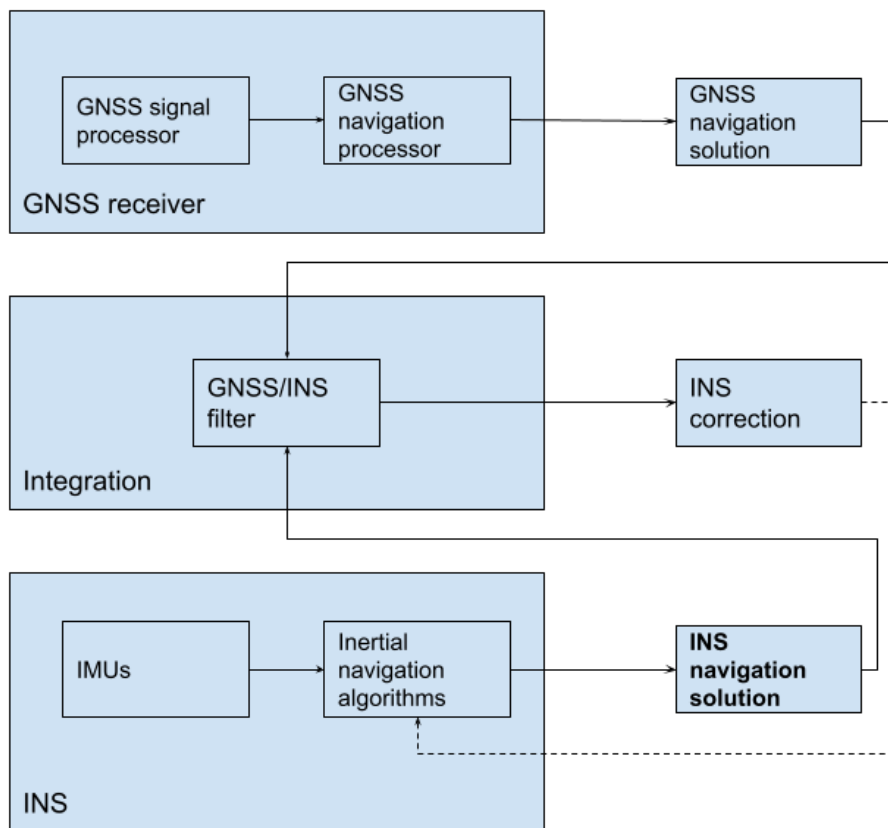 GNSS signal
processor
GNSS
navigation
processor
GNSS
navigation
solution
GNSS receiver
GNSS/INS
filter
INS
correction
Integration
IMUs
Inertial
navigation
algorithms
INS
navigation
solution
INS